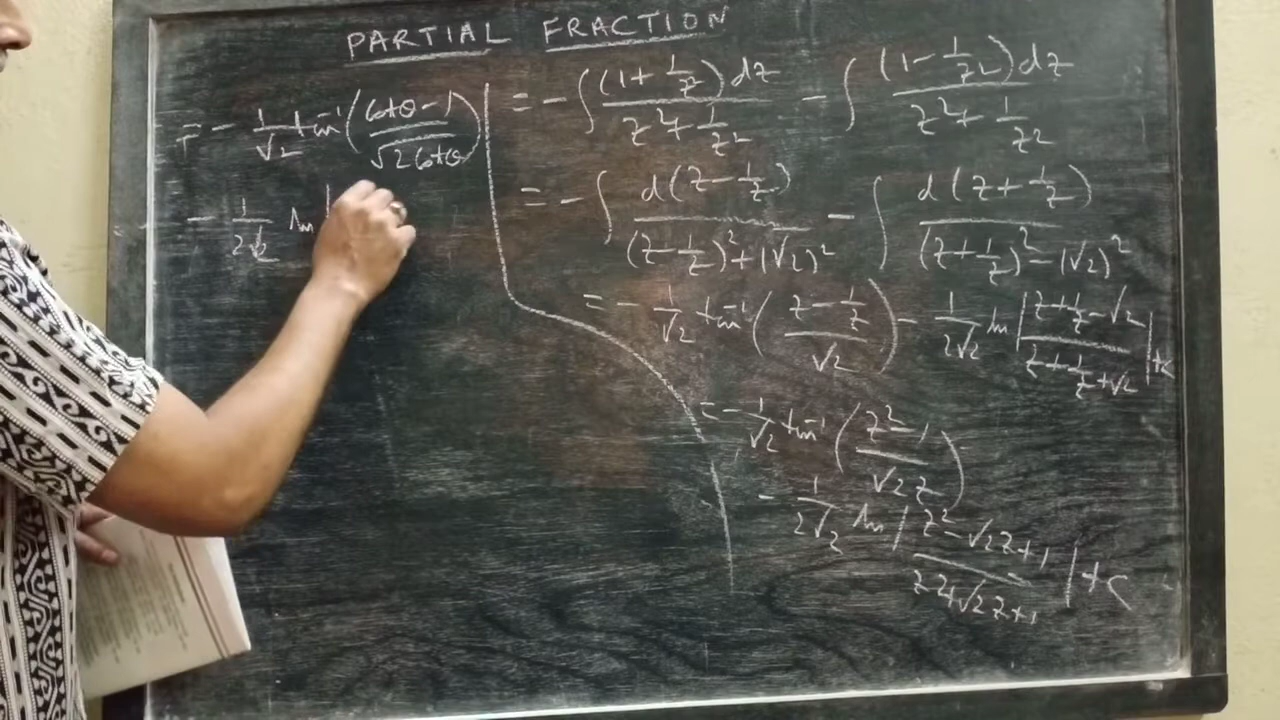 PARTIAL FRACTION
= - 1/√2 tan⁻¹ ( (cotθ - 1) / √2 cotθ )
- 1/2√2 ln |
= - ∫ (1 + 1/z²) dz / (z² + 1/z²) - ∫ (1 - 1/z²) dz / (z² + 1/z²)
= - ∫ d(z - 1/z) / ((z - 1/z)² + (√2)²) - ∫ d(z + 1/z) / ((z + 1/z)² - (√2)²)
= - 1/√2 tan⁻¹ ( (z - 1/z) / √2 ) - 1/2√2 ln | (z + 1/z - √2) / (z + 1/z + √2) | + c
= - 1/√2 tan⁻¹ ( (z² - 1) / √2 z )
- 1/2√2 ln | (z² - √2 z + 1) / (z² + √2 z + 1) | + c